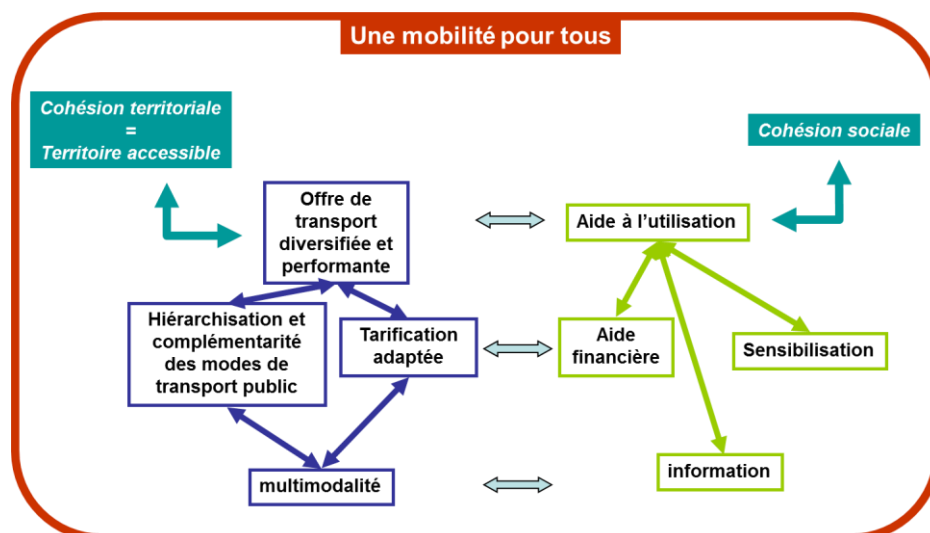 Une mobilité pour tous
Cohésion territoriale
=
Territoire accessible
Cohésion sociale
Offre de
transport
diversifiée et
performante
Aide à l'utilisation
Hiérarchisation et
complémentarité
des modes de
transport public
Tarification
adaptée
Aide
financière
Sensibilisation
multimodalité
information